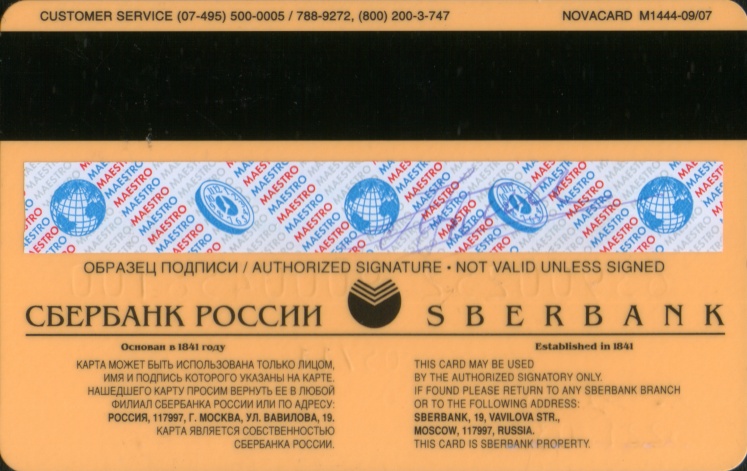 CUSTOMER SERVICE (07-495) 500-0005 / 788-9272, (800) 200-3-747
NOVACARD M1444-09/07
MAESTRO MAESTRO MAESTRO MAESTRO MAESTRO
ОБРАЗЕЦ ПОДПИСИ / AUTHORIZED SIGNATURE • NOT VALID UNLESS SIGNED
СБЕРБАНК РОССИИ
SBERBANK
Основан в 1841 году
КАРТА МОЖЕТ БЫТЬ ИСПОЛЬЗОВАНА ТОЛЬКО ЛИЦОМ,
ИМЯ И ПОДПИСЬ КОТОРОГО УКАЗАНЫ НА КАРТЕ.
НАШЕДШЕГО КАРТУ ПРОСИМ ВЕРНУТЬ ЕЕ В ЛЮБОЙ
ФИЛИАЛ СБЕРБАНКА РОССИИ ИЛИ ПО АДРЕСУ:
РОССИЯ, 117997, Г. МОСКВА, УЛ. ВАВИЛОВА, 19.
КАРТА ЯВЛЯЕТСЯ СОБСТВЕННОСТЬЮ
СБЕРБАНКА РОССИИ.
Established in 1841
THIS CARD MAY BE USED
BY THE AUTHORIZED SIGNATORY ONLY.
IF FOUND PLEASE RETURN TO ANY SBERBANK BRANCH
OR TO THE FOLLOWING ADDRESS:
SBERBANK, 19, VAVILOVA STR.,
MOSCOW, 117997, RUSSIA.
THIS CARD IS SBERBANK PROPERTY.